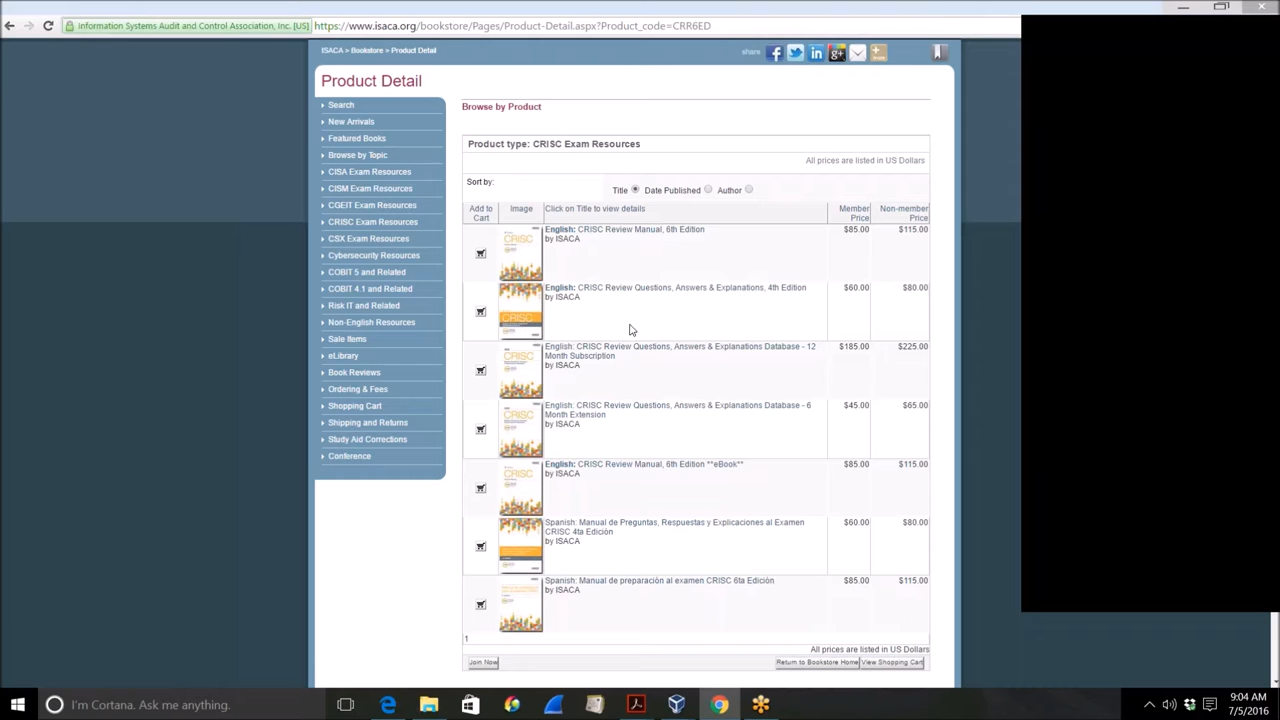 Information Systems Audit and Control Association, Inc. [US] https://www.isaca.org/bookstore/Pages/Product-Detail.aspx?Product_code=CRR6ED
ISACA > Bookstore > Product Detail
share
Product Detail
Search
New Arrivals
Featured Books
Browse by Topic
CISA Exam Resources
CISM Exam Resources
CGEIT Exam Resources
CRISC Exam Resources
CSX Exam Resources
Cybersecurity Resources
COBIT 5 and Related
COBIT 4.1 and Related
Risk IT and Related
Non-English Resources
Sale Items
eLibrary
Book Reviews
Ordering & Fees
Shopping Cart
Shipping and Returns
Study Aid Corrections
Conference
Browse by Product
Product type: CRISC Exam Resources
All prices are listed in US Dollars
Sort by:
Title Date Published Author
Add to Cart Image Click on Title to view details Member Price Non-member Price
English: CRISC Review Manual, 6th Edition $85.00 $115.00
by ISACA
CRISC
English: CRISC Review Questions, Answers & Explanations, 4th Edition $60.00 $80.00
by ISACA
CRISC
English: CRISC Review Questions, Answers & Explanations Database - 12 $185.00 $225.00
Month Subscription
by ISACA
CRISC
English: CRISC Review Questions, Answers & Explanations Database - 6 $45.00 $65.00
Month Extension
by ISACA
CRISC
English: CRISC Review Manual, 6th Edition **eBook** $85.00 $115.00
by ISACA
CRISC
Spanish: Manual de Preguntas, Respuestas y Explicaciones al Examen $60.00 $80.00
CRISC 4ta Edición
by ISACA
Spanish: Manual de preparación al examen CRISC 6ta Edición $85.00 $115.00
by ISACA
1
All prices are listed in US Dollars
Join Now Return to Bookstore Home View Shopping Cart
I'm Cortana. Ask me anything.
9:04 AM
7/5/2016